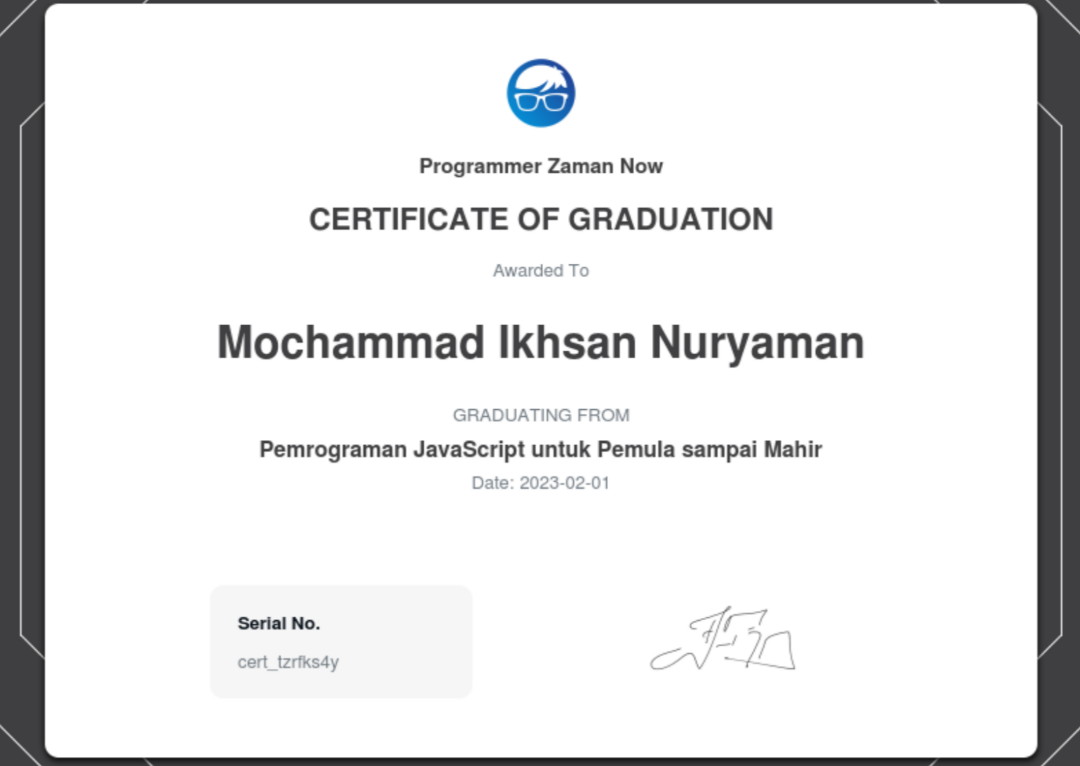 Programmer Zaman Now
CERTIFICATE OF GRADUATION
Awarded To
Mochammad Ikhsan Nuryaman
GRADUATING FROM
Pemrograman JavaScript untuk Pemula sampai Mahir
Date: 2023-02-01
Serial No.
cert_tzrfks4y